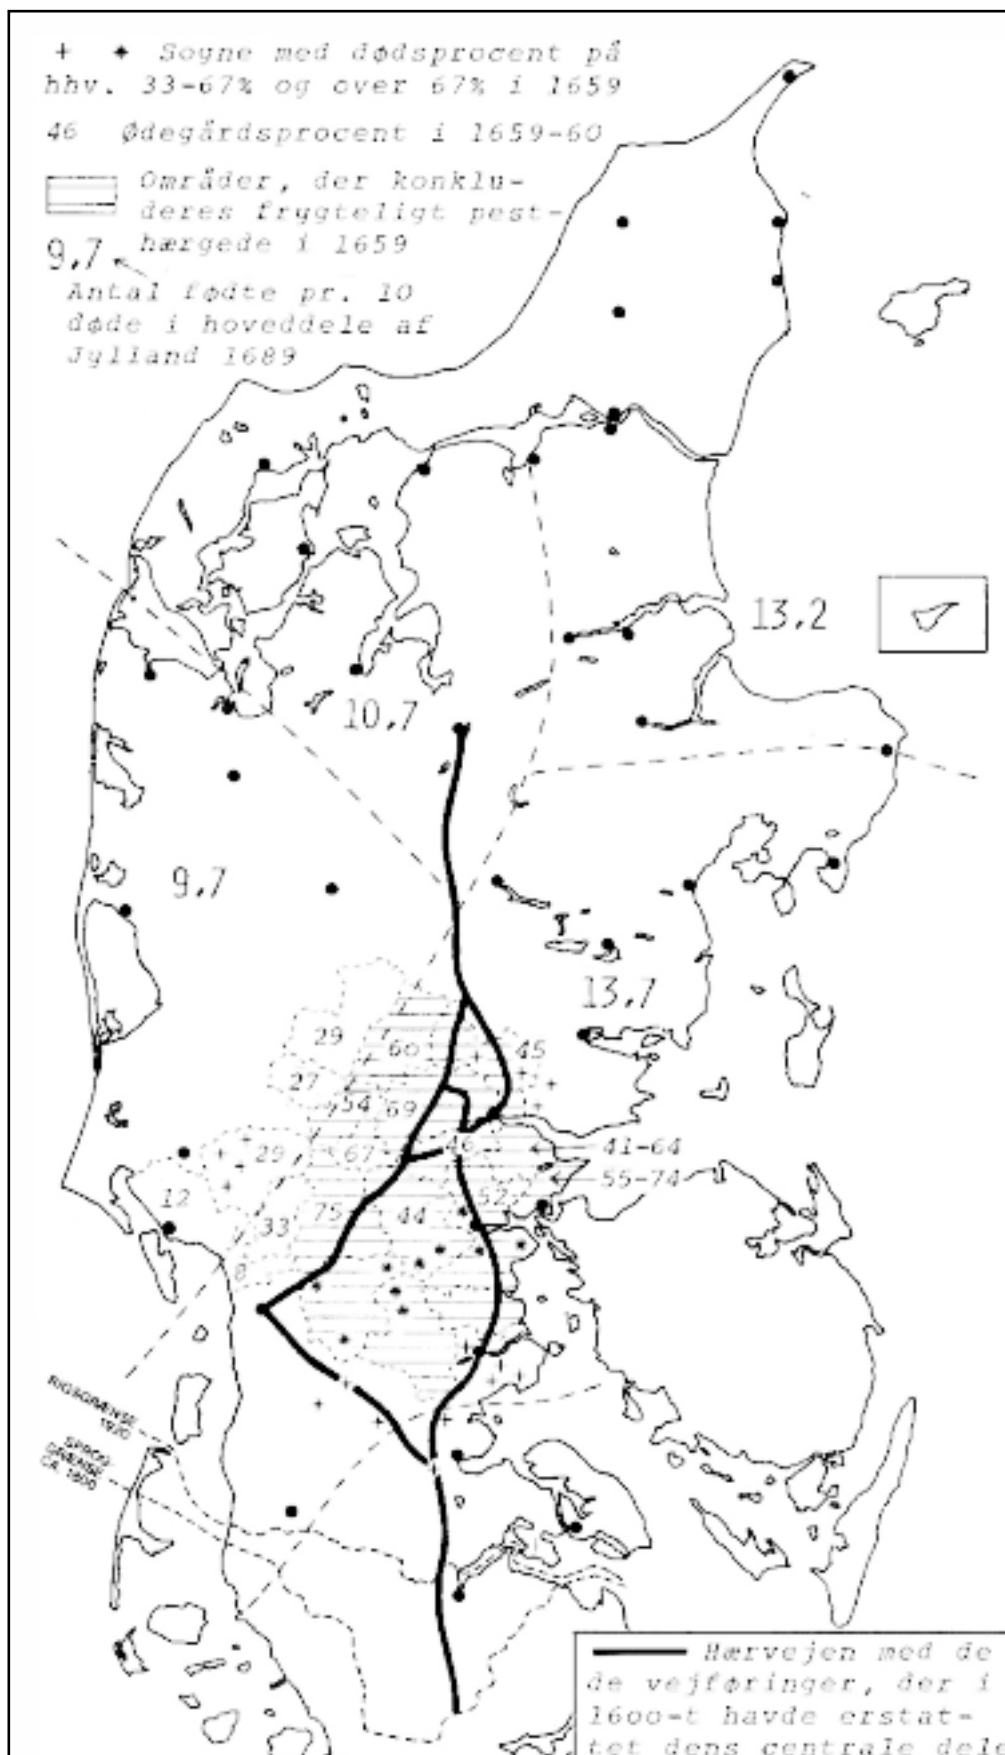 + ✦ Sogne med dødsprocent på
hhv. 33-67% og over 67% i 1659
46 Ødegårdsprocent i 1659-60
Områder, der konklu-
deres frygteligt pest-
hærgede i 1659
9,7
Antal fødte pr. 10
døde i hoveddele af
Jylland 1689
13,2
10,7
9,7
13,7
29
60
45
27
54
69
29
67
46
41-64
55-74
12
75
52
33
44
8
RIGSGRÆNSE
1920
SPROG-
GRÆNSE
CA. 1800
Hærvejen med de
de vejføringer, der i
1600-t havde erstat-
tet dens centrale dele